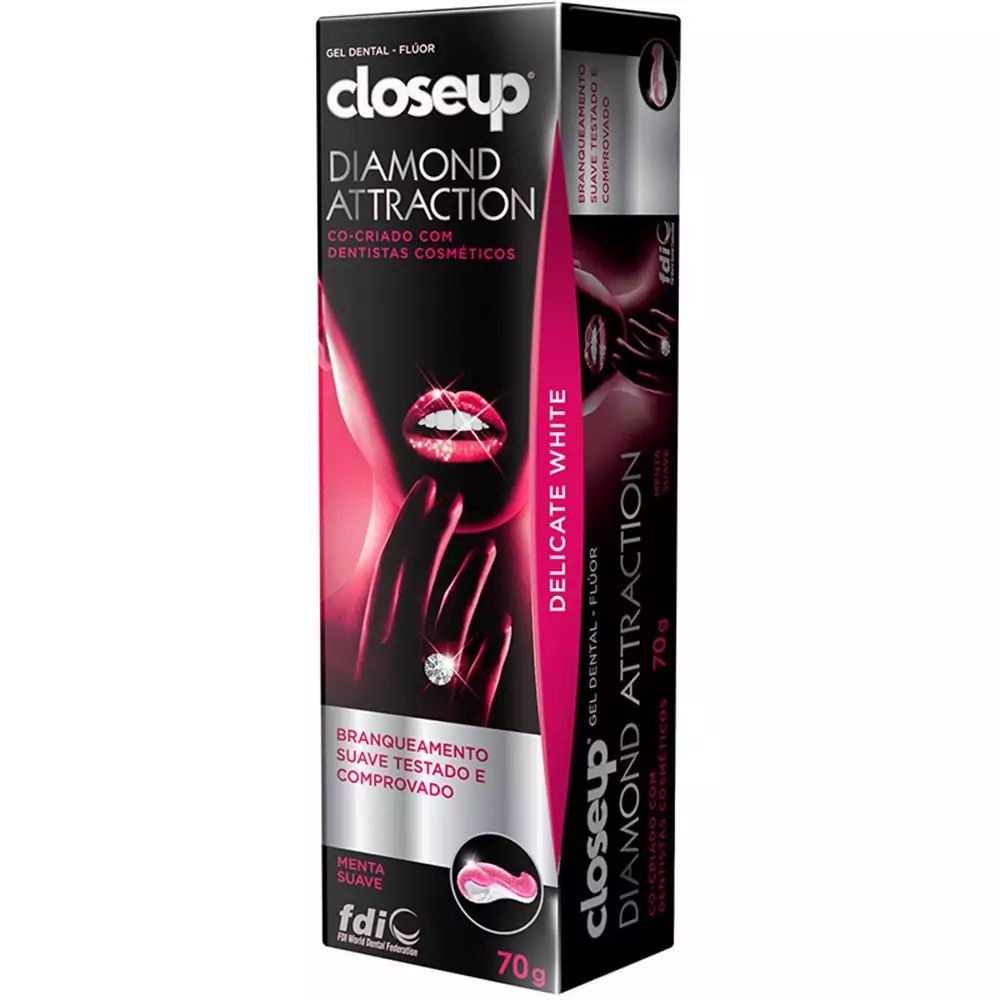 GEL DENTAL - FLÚOR
closeup®
DIAMOND
ATTRACTION
CO-CRIADO COM
DENTISTAS COSMÉTICOS
DELICATE WHITE
BRANQUEAMENTO
SUAVE TESTADO E
COMPROVADO
MENTA
SUAVE
fdi
FDI World Dental Federation
70g
BRANQUEAMENTO
SUAVE TESTADO E
COMPROVADO
fdi
MENTA
SUAVE
closeup®
GEL DENTAL - FLÚOR
DIAMOND ATTRACTION
CO-CRIADO COM
DENTISTAS COSMÉTICOS
70g